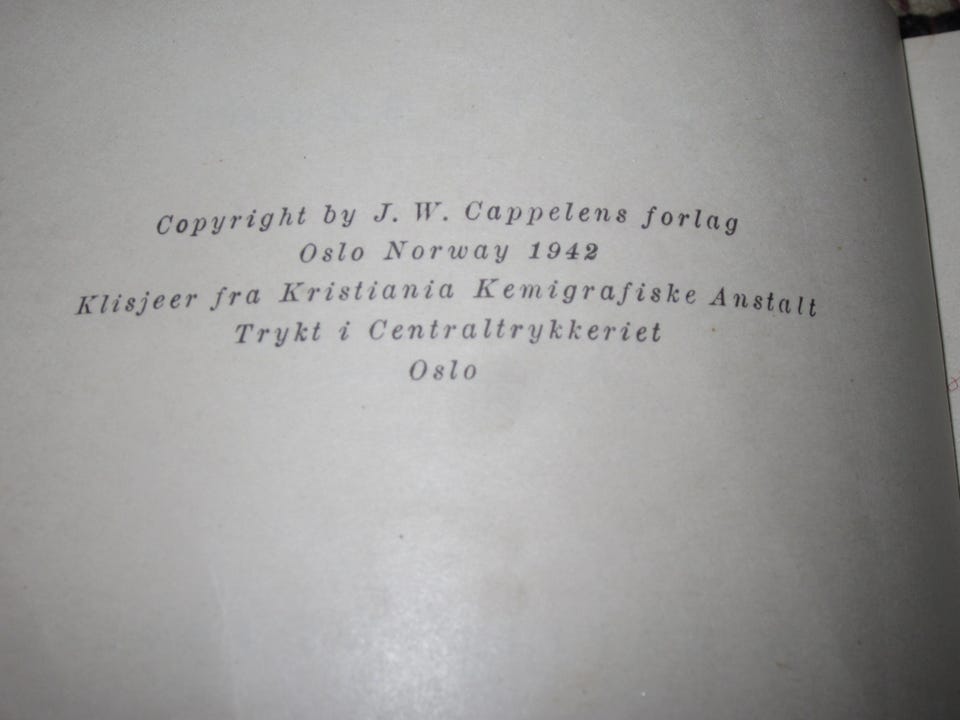 Copyright by J. W. Cappelens forlag
Oslo Norway 1942
Klisjeer fra Kristiania Kemigrafiske Anstalt
Trykt i Centraltrykkeriet
Oslo